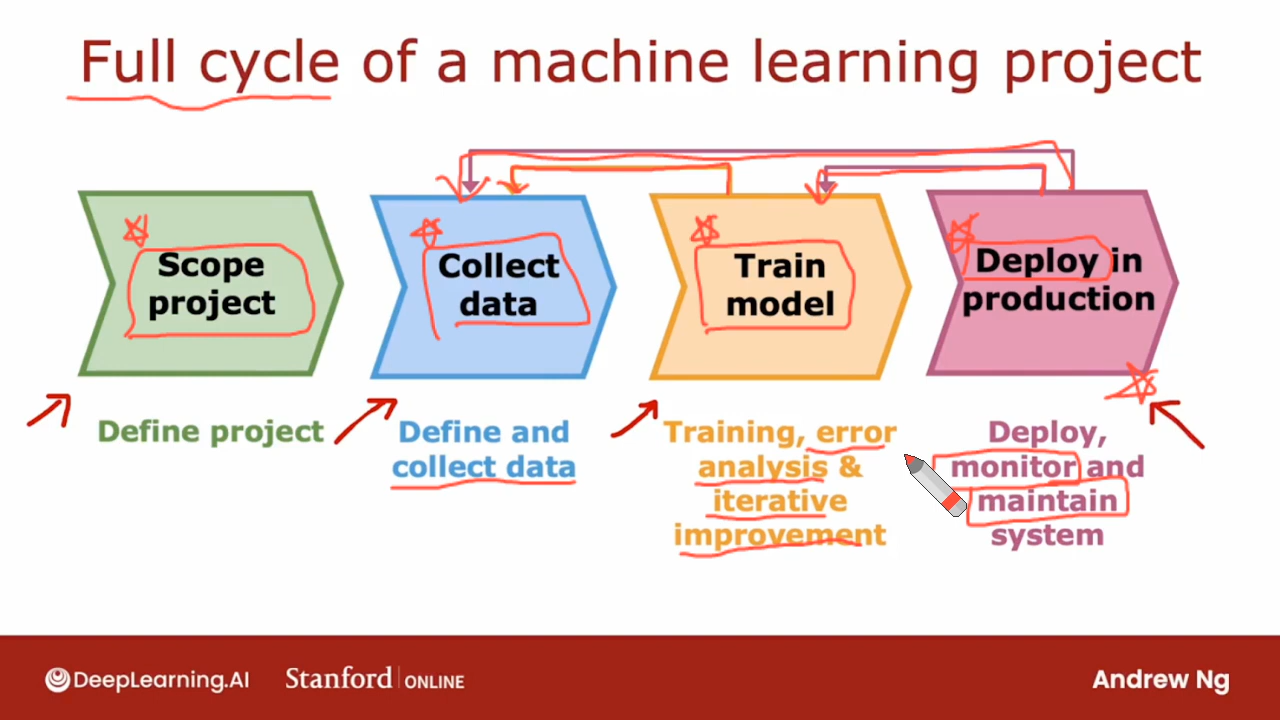 Full cycle of a machine learning project
Scope
project
Collect
data
Train
model
Deploy in
production
Define project
Define and
collect data
Training, error
analysis &
iterative
improvement
Deploy,
monitor and
maintain
system
DeepLearning.AI
Stanford | ONLINE
Andrew Ng